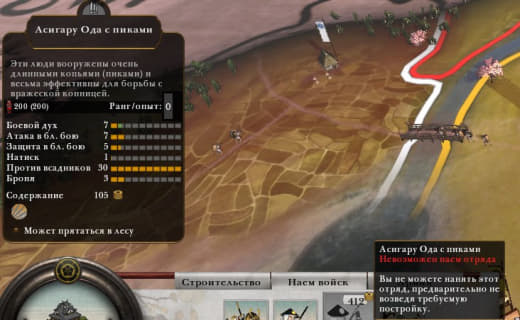 Асигару Ода с пиками
Эти люди вооружены очень
длинными копьями (пиками) и
весьма эффективны для борьбы с
вражеской конницей.
200 (200) Ранг/опыт: 0
Боевой дух 7
Атака в бл. бою 7
Защита в бл. бою 5
Натиск 1
Против всадников 30
Броня 3
Содержание 105
* Может прятаться в лесу
Строительство Наем войск
412
Асигару Ода с пиками
Невозможен наем отряда
Вы не можете нанять этот
отряд, предварительно не
возведя требуемую
постройку.